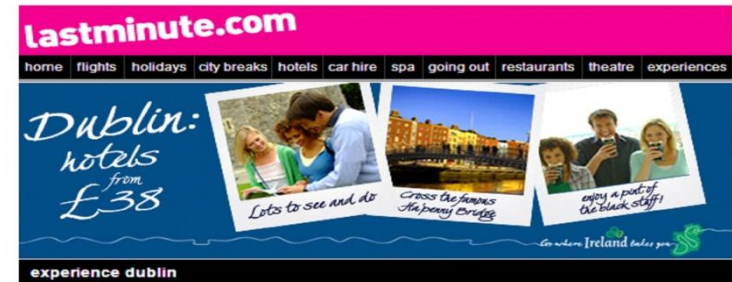 lastminute.com
home flights holidays city breaks hotels car hire spa going out restaurants theatre experiences
Dublin:
hotels
from
£38
Lots to see and do
Cross the famous
Ha'penny Bridge
enjoy a pint of
the black stuff!
Go where Ireland takes you
experience dublin